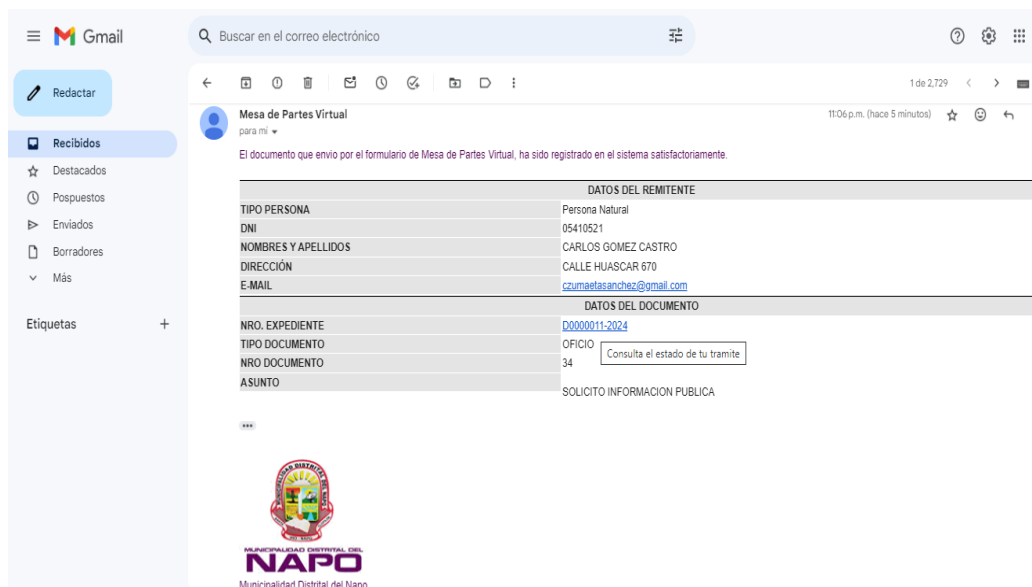 Gmail
Buscar en el correo electrónico
Redactar
1 de 2,729
Recibidos
Destacados
Pospuestos
Enviados
Borradores
Más
Etiquetas
Mesa de Partes Virtual
11:06 p.m. (hace 5 minutos)
para mi
El documento que envio por el formulario de Mesa de Partes Virtual, ha sido registrado en el sistema satisfactoriamente.
DATOS DEL REMITENTE
TIPO PERSONA Persona Natural
DNI 05410521
NOMBRES Y APELLIDOS CARLOS GOMEZ CASTRO
DIRECCIÓN CALLE HUASCAR 670
E-MAIL czumaetasanchez@gmail.com
DATOS DEL DOCUMENTO
NRO. EXPEDIENTE D0000011-2024
TIPO DOCUMENTO OFICIO
Consulta el estado de tu tramite
NRO DOCUMENTO 34
ASUNTO SOLICITO INFORMACION PUBLICA
MUNICIPALIDAD DISTRITAL DEL NAPO
MUNICIPALIDAD DISTRITAL DEL
NAPO
Municipalidad Distrital del Napo